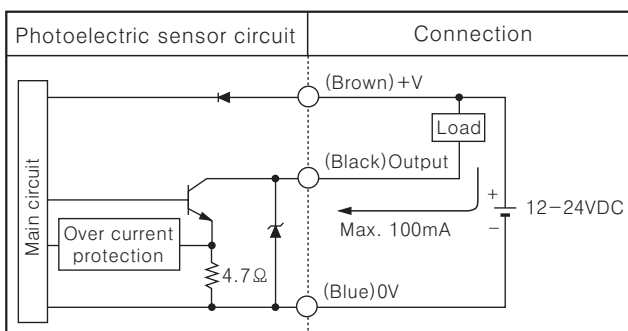 Photoelectric sensor circuit
Connection
(Brown)+V
Load
(Black)Output
Main circuit
Over current
protection
4.7Ω
Max. 100mA
+
12−24VDC
−
(Blue)0V